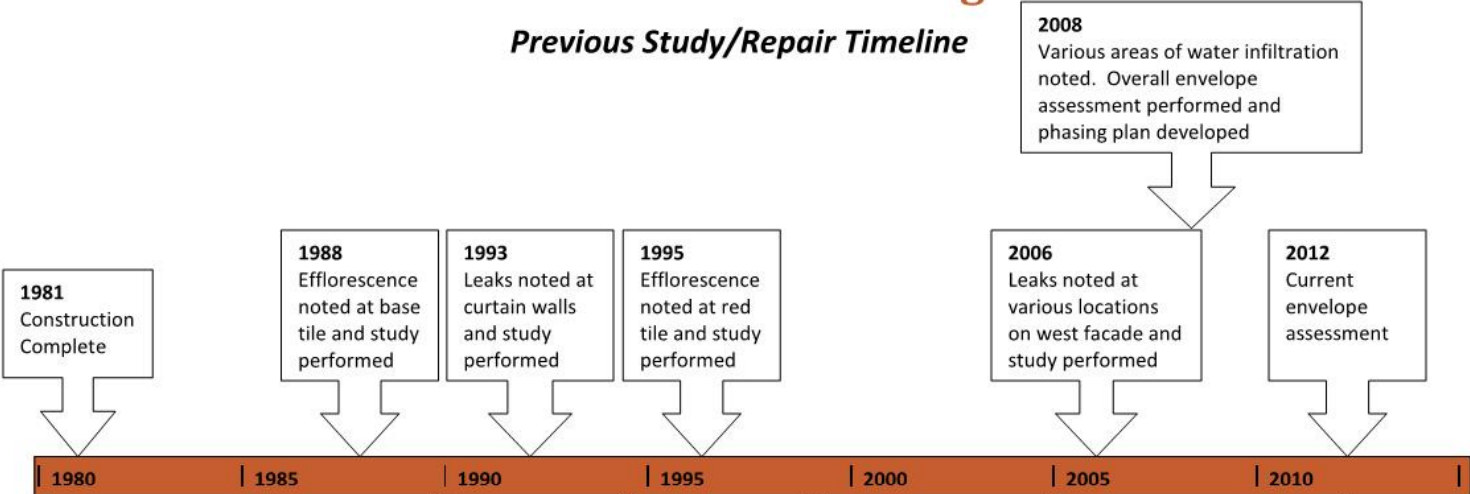 Previous Study/Repair Timeline
2008
Various areas of water infiltration
noted. Overall envelope
assessment performed and
phasing plan developed
1981
Construction
Complete
1988
Efflorescence
noted at base
tile and study
performed
1993
Leaks noted at
curtain walls
and study
performed
1995
Efflorescence
noted at red
tile and study
performed
2006
Leaks noted at
various locations
on west facade and
study performed
2012
Current
envelope
assessment
1980 1985 1990 1995 2000 2005 2010